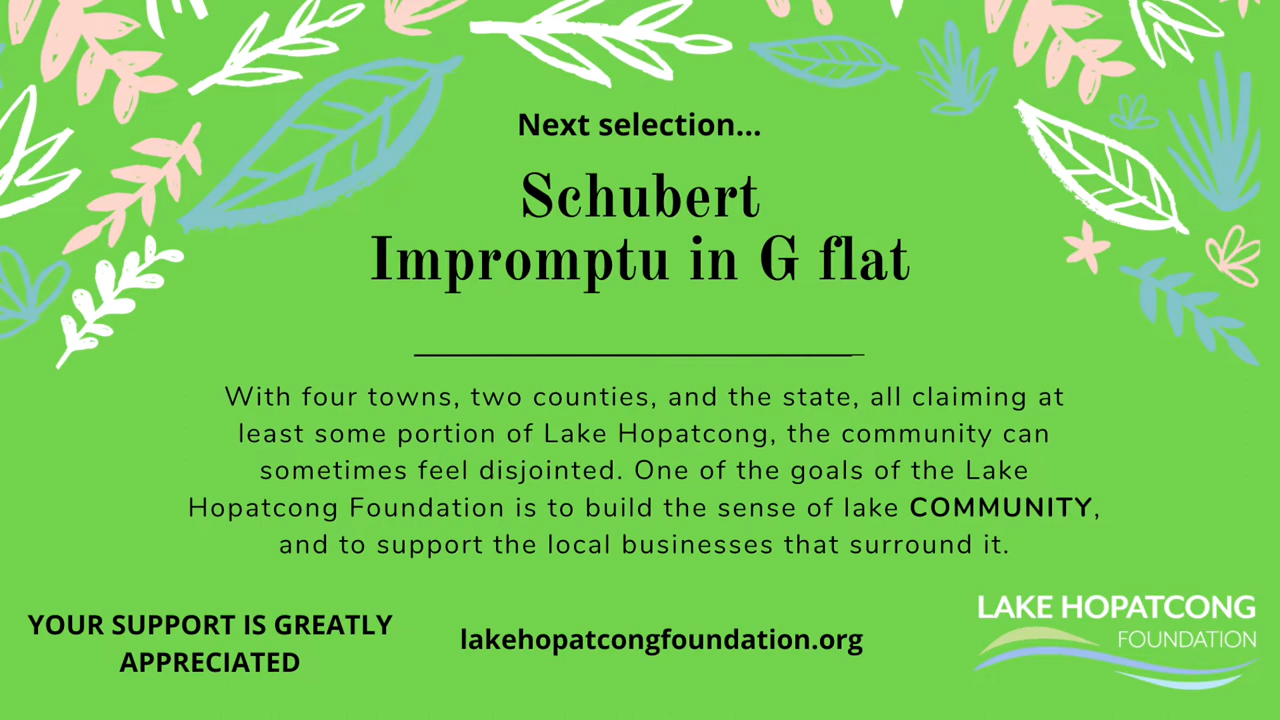 Next selection...
Schubert
Impromptu in G flat
With four towns, two counties, and the state, all claiming at
least some portion of Lake Hopatcong, the community can
sometimes feel disjointed. One of the goals of the Lake
Hopatcong Foundation is to build the sense of lake COMMUNITY,
and to support the local businesses that surround it.
YOUR SUPPORT IS GREATLY
APPRECIATED
lakehopatcongfoundation.org
LAKE HOPATCONG
FOUNDATION